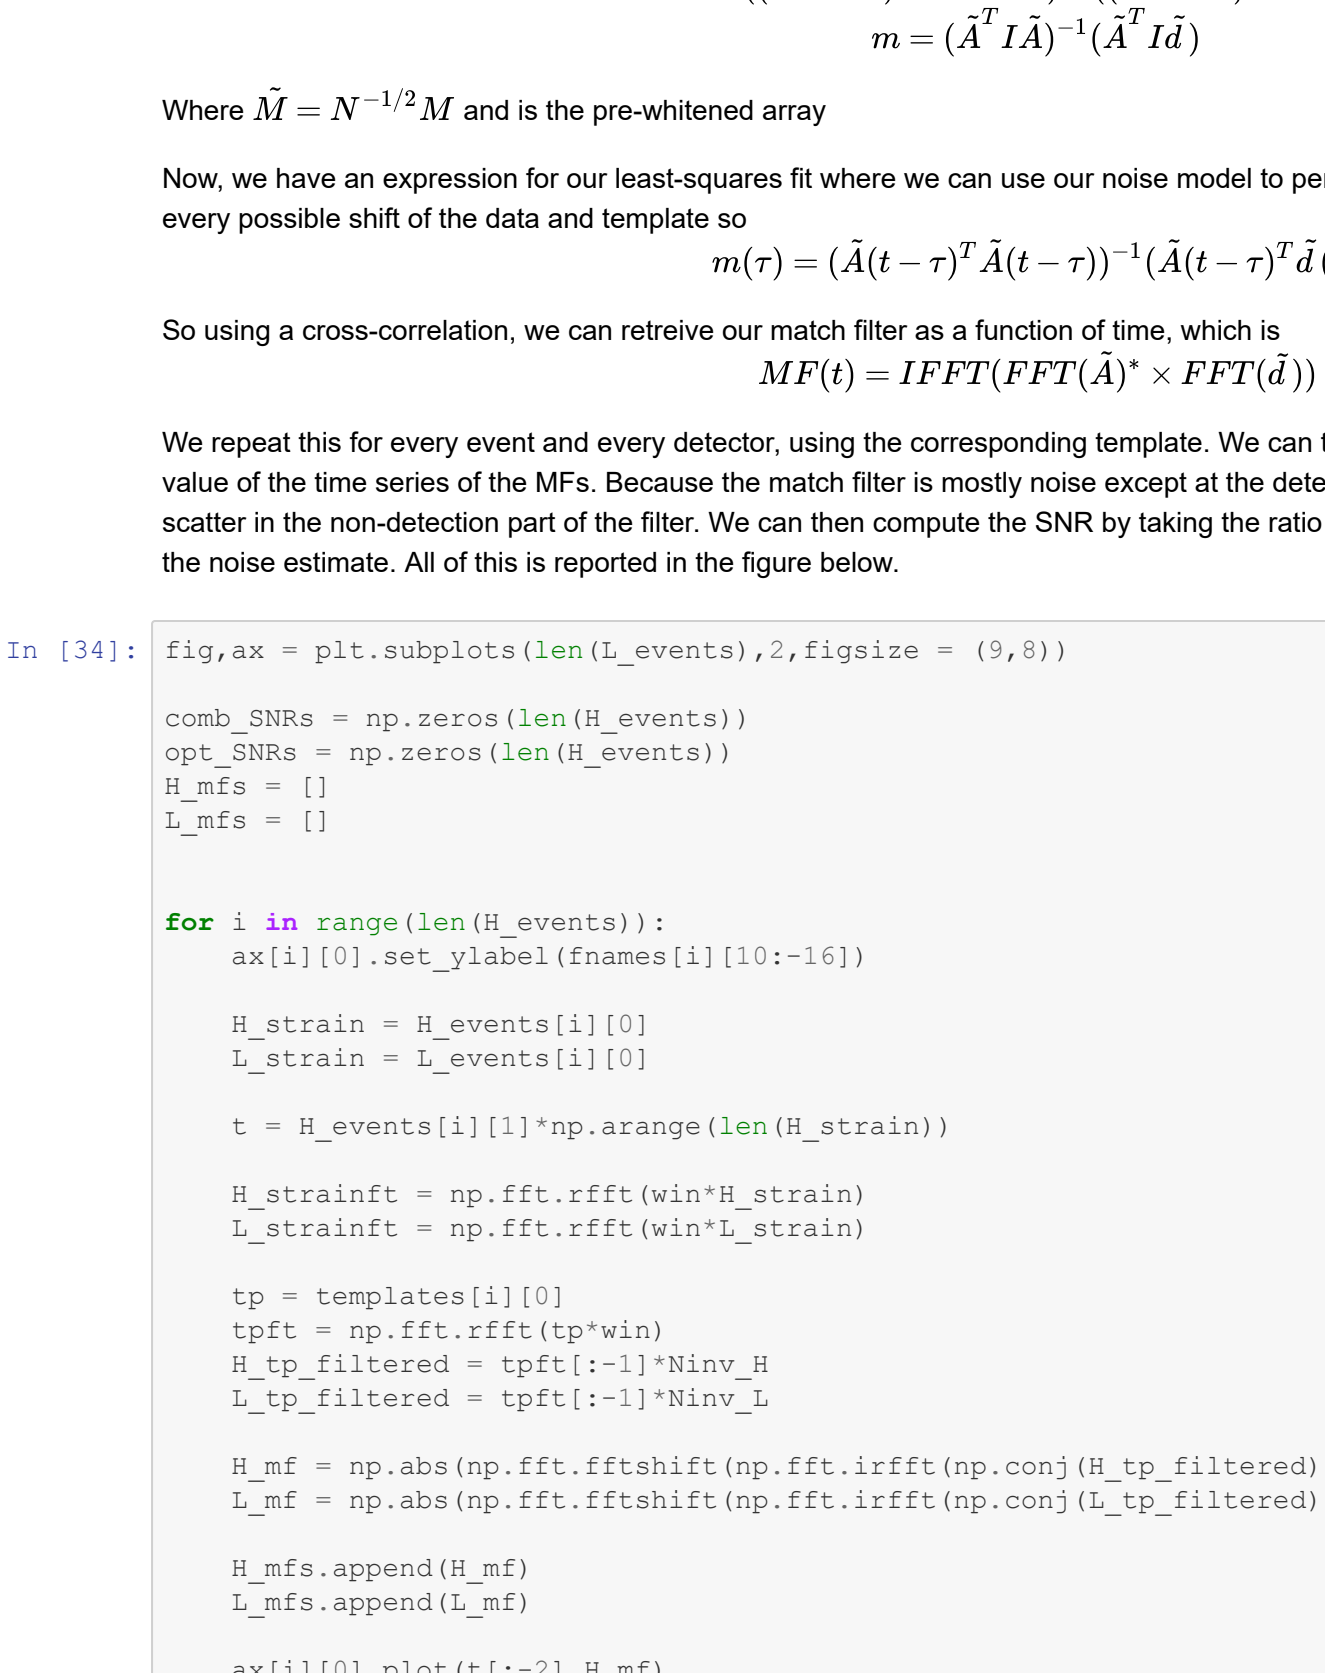 m = (Ã^T I Ã)^{-1}(Ã^T I d̃)
Where M̃ = N^{-1/2}M and is the pre-whitened array
Now, we have an expression for our least-squares fit where we can use our noise model to
every possible shift of the data and template so
m(τ) = (Ã(t − τ)^T Ã(t − τ))^{-1}(Ã(t − τ)^T d̃(
So using a cross-correlation, we can retreive our match filter as a function of time, which is
MF(t) = IFFT(FFT(Ã)* × FFT(d̃))
We repeat this for every event and every detector, using the corresponding template. We can
value of the time series of the MFs. Because the match filter is mostly noise except at the
scatter in the non-detection part of the filter. We can then compute the SNR by taking the ratio
the noise estimate. All of this is reported in the figure below.
In [34]: fig,ax = plt.subplots(len(L_events),2,figsize = (9,8))
comb_SNRs = np.zeros(len(H_events))
opt_SNRs = np.zeros(len(H_events))
H_mfs = []
L_mfs = []
for i in range(len(H_events)):
    ax[i][0].set_ylabel(fnames[i][10:-16])
    H_strain = H_events[i][0]
    L_strain = L_events[i][0]
    t = H_events[i][1]*np.arange(len(H_strain))
    H_strainft = np.fft.rfft(win*H_strain)
    L_strainft = np.fft.rfft(win*L_strain)
    tp = templates[i][0]
    tpft = np.fft.rfft(tp*win)
    H_tp_filtered = tpft[:-1]*Ninv_H
    L_tp_filtered = tpft[:-1]*Ninv_L
    H_mf = np.abs(np.fft.fftshift(np.fft.irfft(np.conj(H_tp_filtered)
    L_mf = np.abs(np.fft.fftshift(np.fft.irfft(np.conj(L_tp_filtered)
    H_mfs.append(H_mf)
    L_mfs.append(L_mf)
    ax[i][0].plot(t[:-2],H_mf)